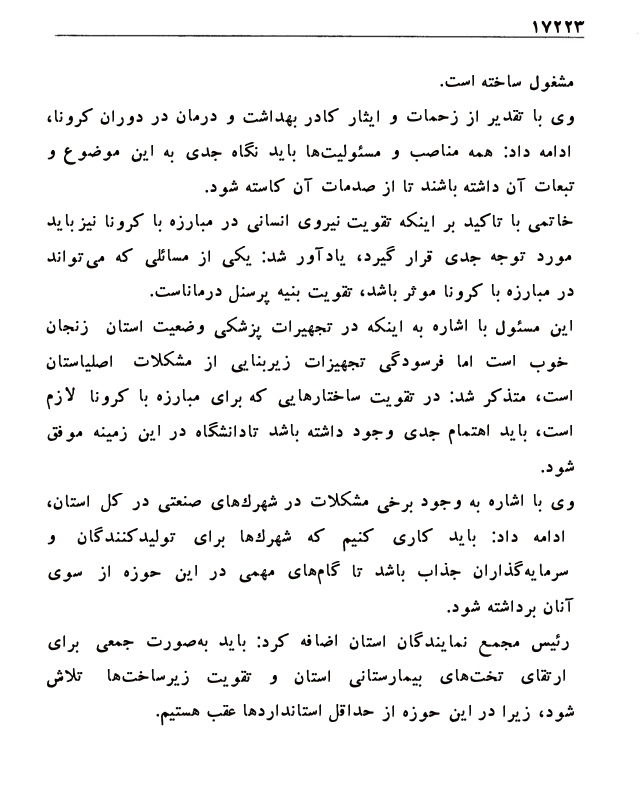 ۱۷۲۲۳
مشغول ساخته است.
وی با تقدیر از زحمات و ایثار کادر بهداشت و درمان در دوران کرونا،
ادامه داد: همه مناصب و مسئولیت‌ها باید نگاه جدی به این موضوع و
تبعات آن داشته باشند تا از صدمات آن کاسته شود.
خاتمی با تاکید بر اینکه تقویت نیروی انسانی در مبارزه با کرونا نیز باید
مورد توجه جدی قرار گیرد، یادآور شد: یکی از مسائلی که می‌تواند
در مبارزه با کرونا موثر باشد، تقویت بنیه پرسنل درماناست.
این مسئول با اشاره به اینکه در تجهیرات پزشکی وضعیت استان زنجان
خوب است اما فرسودگی تجهیزات زیربنایی از مشکلات اصلیاستان
است، متذکر شد: در تقویت ساختارهایی که برای مبارزه با کرونا لازم
است، باید اهتمام جدی وجود داشته باشد تادانشگاه در این زمینه موفق
شود.
وی با اشاره به وجود برخی مشکلات در شهرک‌های صنعتی در کل استان،
ادامه داد: باید کاری کنیم که شهرک‌ها برای تولیدکنندگان و
سرمایه‌گذاران جذاب باشد تا گام‌های مهمی در این حوزه از سوی
آنان برداشته شود.
رئیس مجمع نمایندگان استان اضافه کرد: باید به‌صورت جمعی برای
ارتقای تخت‌های بیمارستانی استان و تقویت زیرساخت‌ها تلاش
شود، زیرا در این حوزه از حداقل استانداردها عقب هستیم.